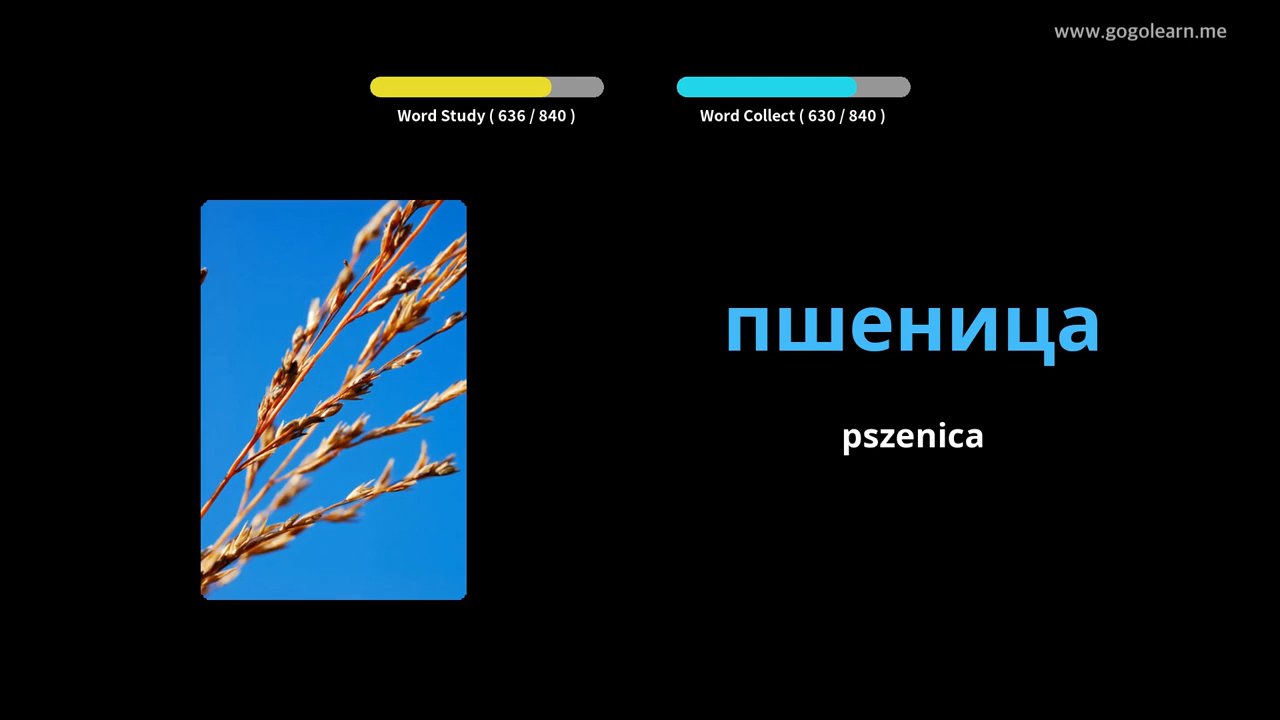 www.gogolearn.me
Word Study ( 636 / 840 )
Word Collect ( 630 / 840 )
пшеница
pszenica